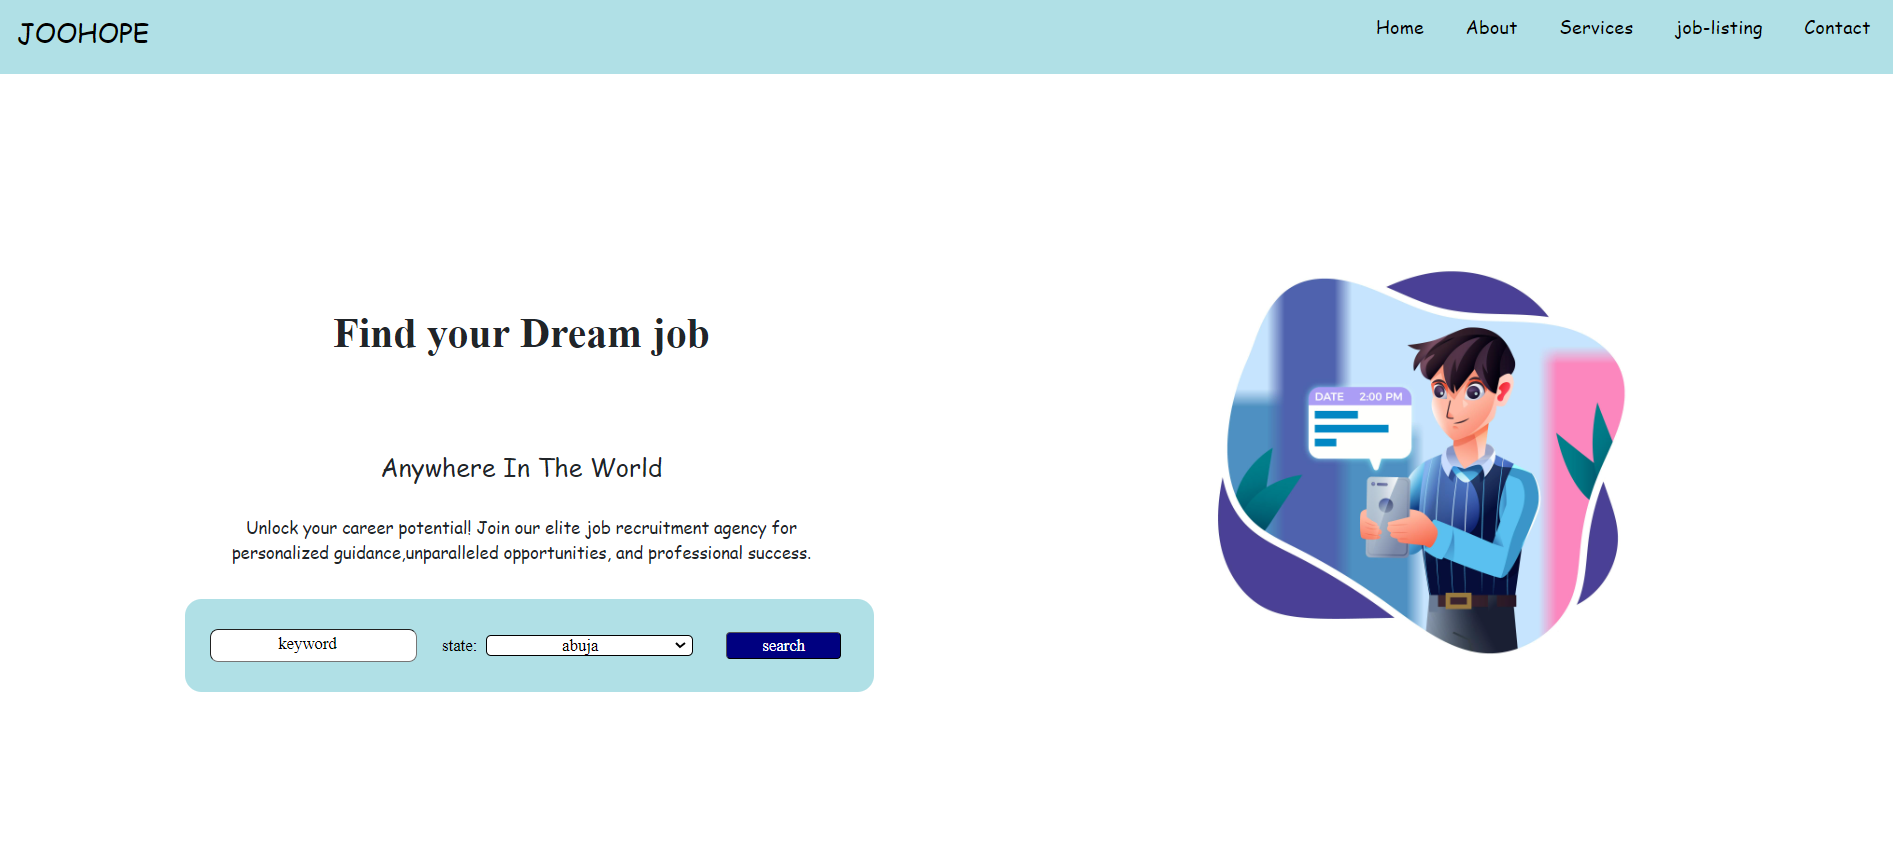 JOOHOPE
Home About Services job-listing Contact
Find your Dream job
Anywhere In The World
Unlock your career potential! Join our elite job recruitment agency for
personalized guidance,unparalleled opportunities, and professional success.
keyword state: abuja search
DATE 2:00 PM